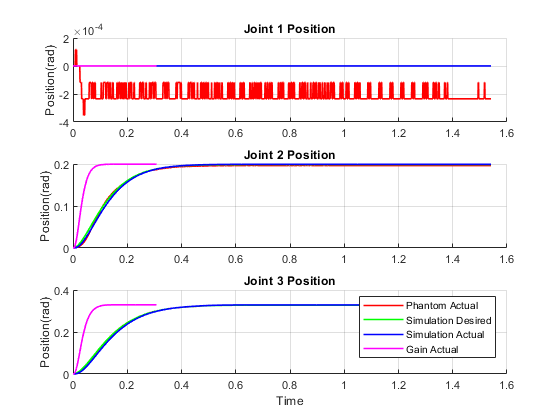 Joint 1 Position
×10⁻⁴
2
0
-2
-4
Position(rad)
0 0.2 0.4 0.6 0.8 1 1.2 1.4 1.6
Joint 2 Position
0.2
0.1
0
Position(rad)
0 0.2 0.4 0.6 0.8 1 1.2 1.4 1.6
Joint 3 Position
0.4
0.2
0
Position(rad)
Phantom Actual
Simulation Desired
Simulation Actual
Gain Actual
0 0.2 0.4 0.6 0.8 1 1.2 1.4 1.6
Time